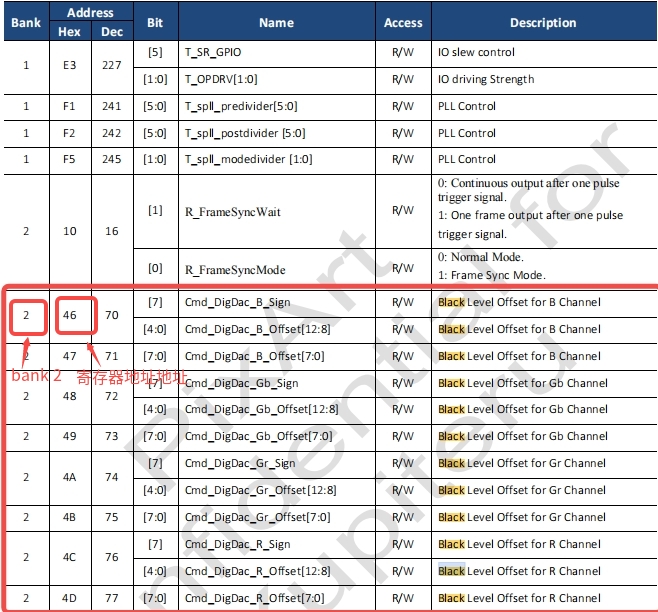 Bank Address Bit Name Access Description
Hex Dec
1 E3 227 [5] T_SR_GPIO R/W IO slew control
[1:0] T_OPDRV[1:0] R/W IO driving Strength
1 F1 241 [5:0] T_spll_predivider[5:0] R/W PLL Control
1 F2 242 [5:0] T_spll_postdivider [5:0] R/W PLL Control
1 F5 245 [1:0] T_spll_modedivider [1:0] R/W PLL Control
2 10 16 [1] R_FrameSyncWait R/W 0: Continuous output after one pulse
trigger signal.
1: One frame output after one pulse
trigger signal.
[0] R_FrameSyncMode R/W 0: Normal Mode.
1: Frame Sync Mode.
2 46 70 [7] Cmd_DigDac_B_Sign R/W Black Level Offset for B Channel
[4:0] Cmd_DigDac_B_Offset[12:8] R/W Black Level Offset for B Channel
2 47 71 [7:0] Cmd_DigDac_B_Offset[7:0] R/W Black Level Offset for B Channel
bank 2 寄存器地址地址
2 48 72 [7] Cmd_DigDac_Gb_Sign R/W Black Level Offset for Gb Channel
[4:0] Cmd_DigDac_Gb_Offset[12:8] R/W Black Level Offset for Gb Channel
2 49 73 [7:0] Cmd_DigDac_Gb_Offset[7:0] R/W Black Level Offset for Gb Channel
2 4A 74 [7] Cmd_DigDac_Gr_Sign R/W Black Level Offset for Gr Channel
[4:0] Cmd_DigDac_Gr_Offset[12:8] R/W Black Level Offset for Gr Channel
2 4B 75 [7:0] Cmd_DigDac_Gr_Offset[7:0] R/W Black Level Offset for Gr Channel
2 4C 76 [7] Cmd_DigDac_R_Sign R/W Black Level Offset for R Channel
[4:0] Cmd_DigDac_R_Offset[12:8] R/W Black Level Offset for R Channel
2 4D 77 [7:0] Cmd_DigDac_R_Offset[7:0] R/W Black Level Offset for R Channel
PixArt
nfidential for
rupiteru